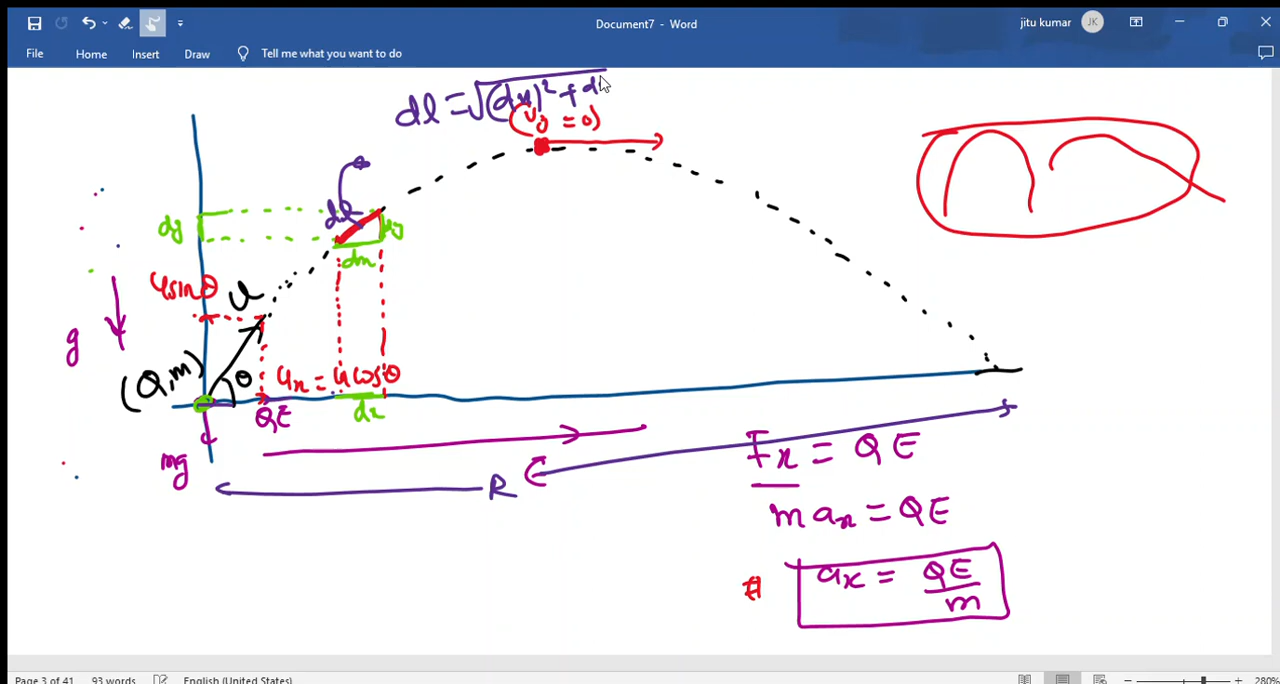 Document7 - Word
jitu kumar
JK
File
Home
Insert
Draw
Tell me what you want to do
dl = √(dx)² + d
(vy = 0)
dl
dy
dy
dx
u sinθ
u
g
(Q,m)
θ
ux = u cosθ
QE
dx
mg
R
Fx = QE
m ax = QE
ax = QE/m
Page 3 of 41
93 words
English (United States)
280%